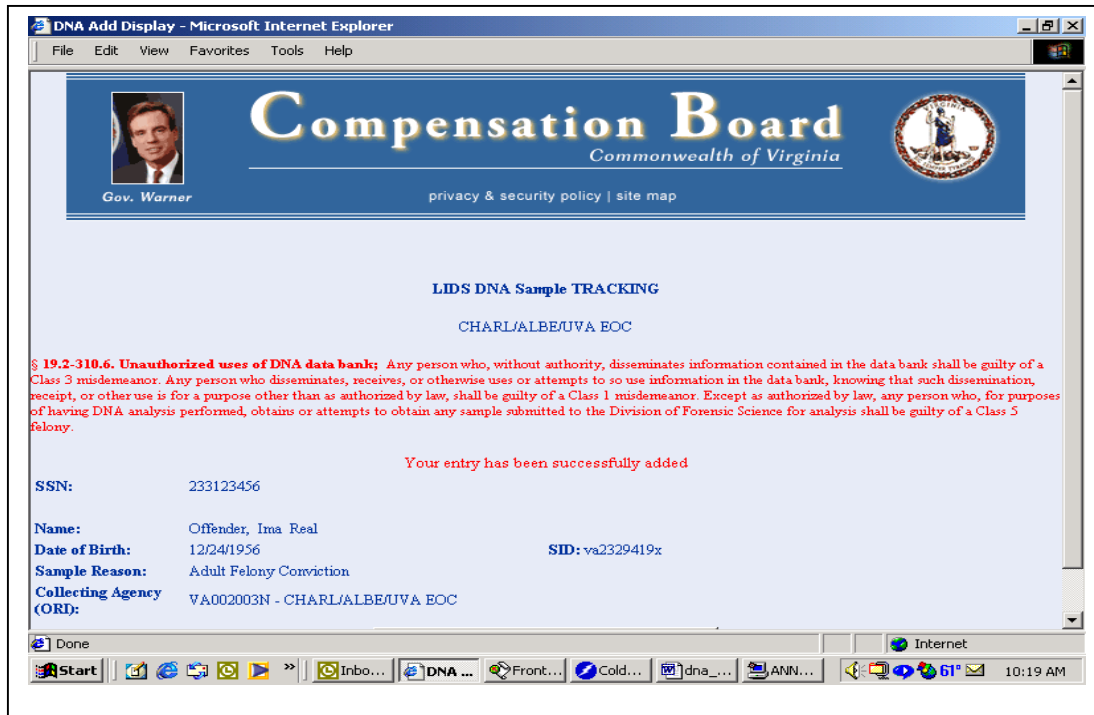 DNA Add Display - Microsoft Internet Explorer
File Edit View Favorites Tools Help
Compensation Board
Commonwealth of Virginia
Gov. Warner
privacy & security policy | site map
LIDS DNA Sample TRACKING
CHARL/ALBE/UVA EOC
§ 19.2-310.6. Unauthorized uses of DNA data bank; Any person who, without authority, disseminates information contained in the data bank shall be guilty of a
Class 3 misdemeanor. Any person who disseminates, receives, or otherwise uses or attempts to so use information in the data bank, knowing that such dissemination,
receipt, or other use is for a purpose other than as authorized by law, shall be guilty of a Class 1 misdemeanor. Except as authorized by law, any person who, for purposes
of having DNA analysis performed, obtains or attempts to obtain any sample submitted to the Division of Forensic Science for analysis shall be guilty of a Class 5
felony.
Your entry has been successfully added
SSN: 233123456
Name: Offender, Ima Real
Date of Birth: 12/24/1956 SID: va2329419x
Sample Reason: Adult Felony Conviction
Collecting Agency
(ORI): VA002003N - CHARL/ALBE/UVA EOC
Done Internet
Start » Inbo... DNA ... Front... Cold... dna_... ANN... 61° 10:19 AM